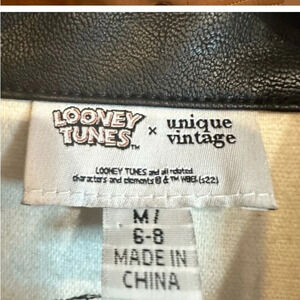 LOONEY
TUNES™ x unique
vintage
LOONEY TUNES and all related
characters and elements © & ™ WBEI. (s22)
M /
6-8
MADE IN
CHINA